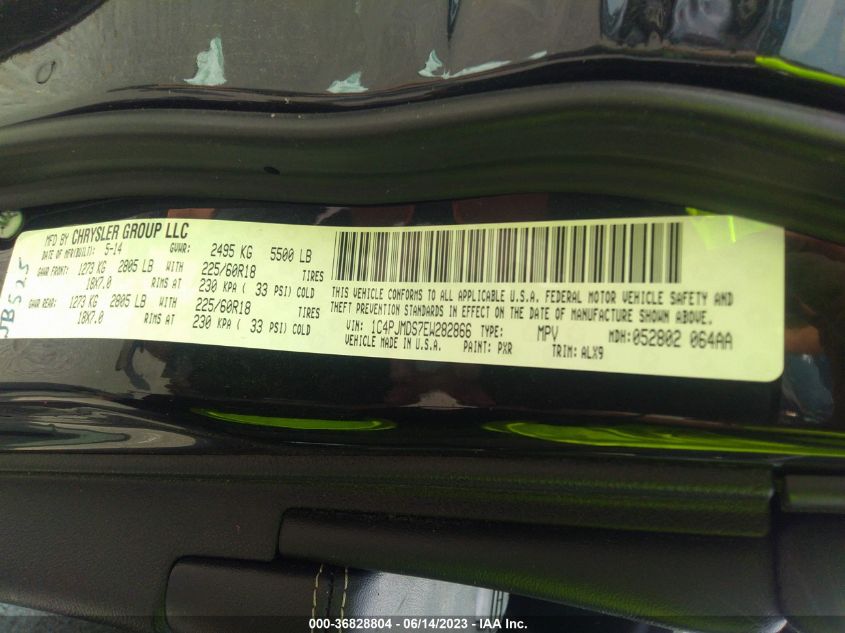 MFD BY CHRYSLER GROUP LLC
DATE OF MFR(BUILT): 5-14 GVWR: 2495 KG 5500 LB
GAWR FRONT: 1273 KG 2805 LB WITH 225/60R18 TIRES
18X7.0 RIMS AT 230 KPA ( 33 PSI) COLD
GAWR REAR: 1273 KG 2805 LB WITH 225/60R18 TIRES
18X7.0 RIMS AT 230 KPA ( 33 PSI) COLD
THIS VEHICLE CONFORMS TO ALL APPLICABLE U.S.A. FEDERAL MOTOR VEHICLE SAFETY AND
THEFT PREVENTION STANDARDS IN EFFECT ON THE DATE OF MANUFACTURE SHOWN ABOVE.
VIN: 1C4PJMDS7EW282866 TYPE: MPV MDH:052802 064AA
VEHICLE MADE IN U.S.A. PAINT: PXR TRIM: ALX9
JB525
000-36828804 / 06/14/2023 - IAA Inc.